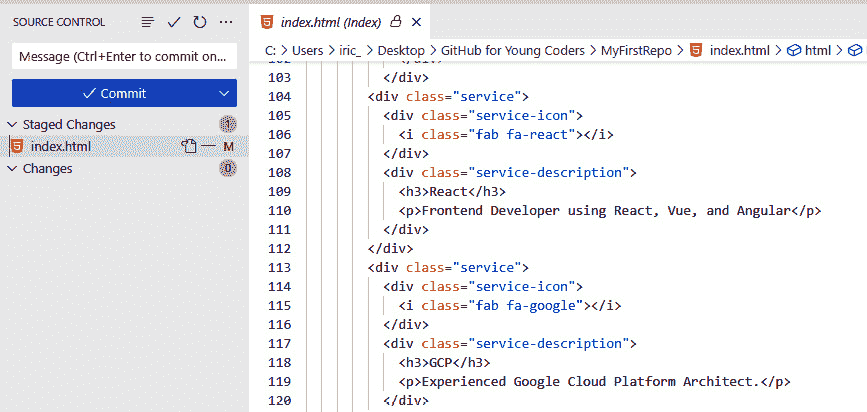 SOURCE CONTROL
Message (Ctrl+Enter to commit on...
Commit
Staged Changes 1
index.html M
Changes 0
index.html (Index)
C: > Users > iric_ > Desktop > GitHub for Young Coders > MyFirstRepo > index.html > html >
102 </div>
103 </div>
104 <div class="service">
105 <div class="service-icon">
106 <i class="fab fa-react"></i>
107 </div>
108 <div class="service-description">
109 <h3>React</h3>
110 <p>Frontend Developer using React, Vue, and Angular</p>
111 </div>
112 </div>
113 <div class="service">
114 <div class="service-icon">
115 <i class="fab fa-google"></i>
116 </div>
117 <div class="service-description">
118 <h3>GCP</h3>
119 <p>Experienced Google Cloud Platform Architect.</p>
120 </div>